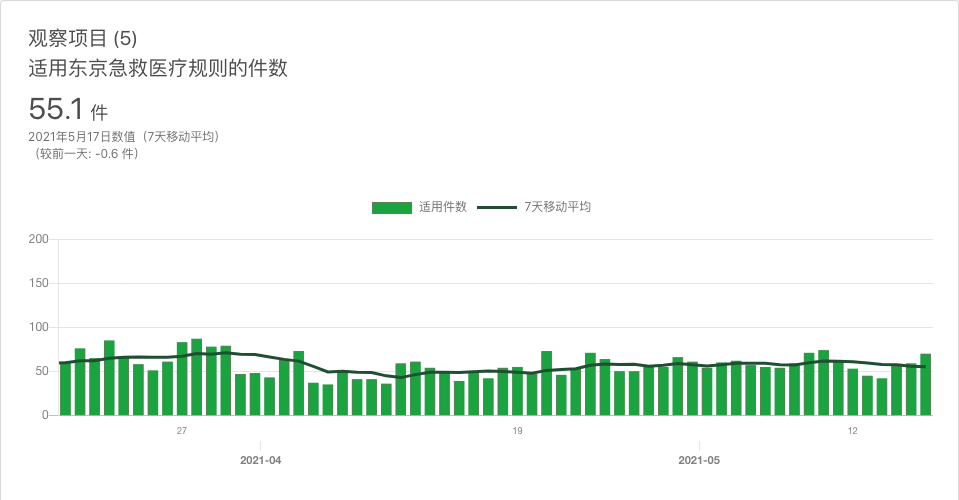 观察项目 (5)
适用东京急救医疗规则的件数
55.1 件
2021年5月17日数值（7天移动平均）
（较前一天: -0.6 件）
适用件数 7天移动平均
200
150
100
50
0
27 19 12
2021-04 2021-05